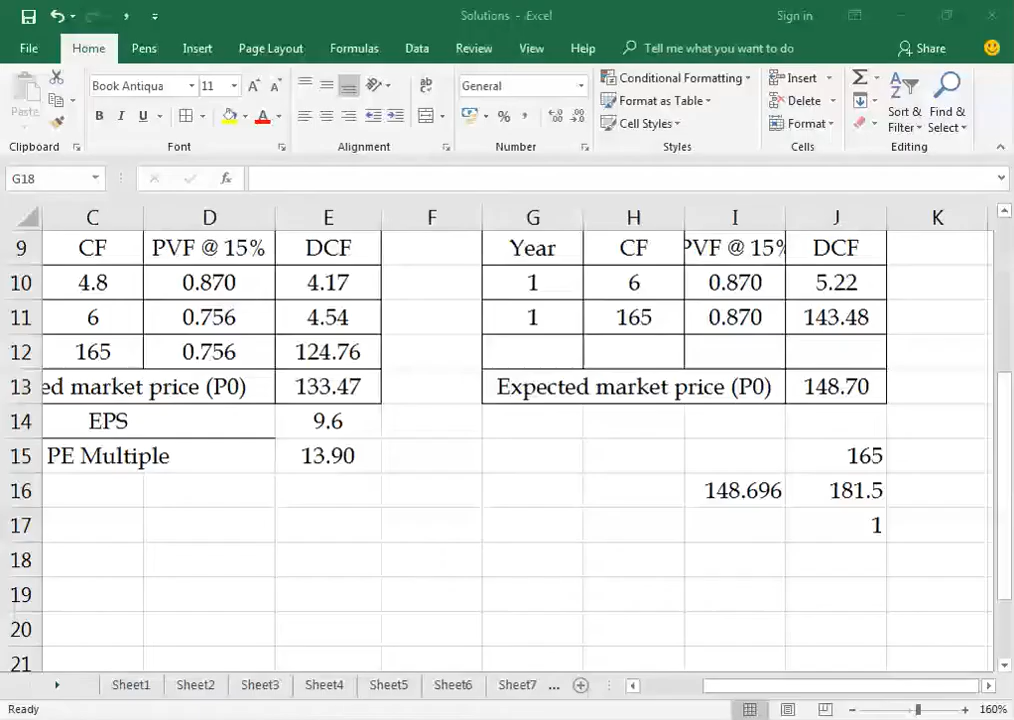 Solutions - Excel
Sign in
File Home Pens Insert Page Layout Formulas Data Review View Help Tell me what you want to do Share
Paste
Book Antiqua 11
General
Conditional Formatting
Format as Table
Cell Styles
Insert
Delete
Format
Sort & Filter
Find & Select
Clipboard Font Alignment Number Styles Cells Editing
G18 fx
C D E F G H I J K
9 CF PVF @ 15% DCF Year CF PVF @ 15% DCF
10 4.8 0.870 4.17 1 6 0.870 5.22
11 6 0.756 4.54 1 165 0.870 143.48
12 165 0.756 124.76
13 ed market price (P0) 133.47 Expected market price (P0) 148.70
14 EPS 9.6
15 PE Multiple 13.90 165
16 148.696 181.5
17 1
18
19
20
21
Sheet1 Sheet2 Sheet3 Sheet4 Sheet5 Sheet6 Sheet7 ...
Ready 160%